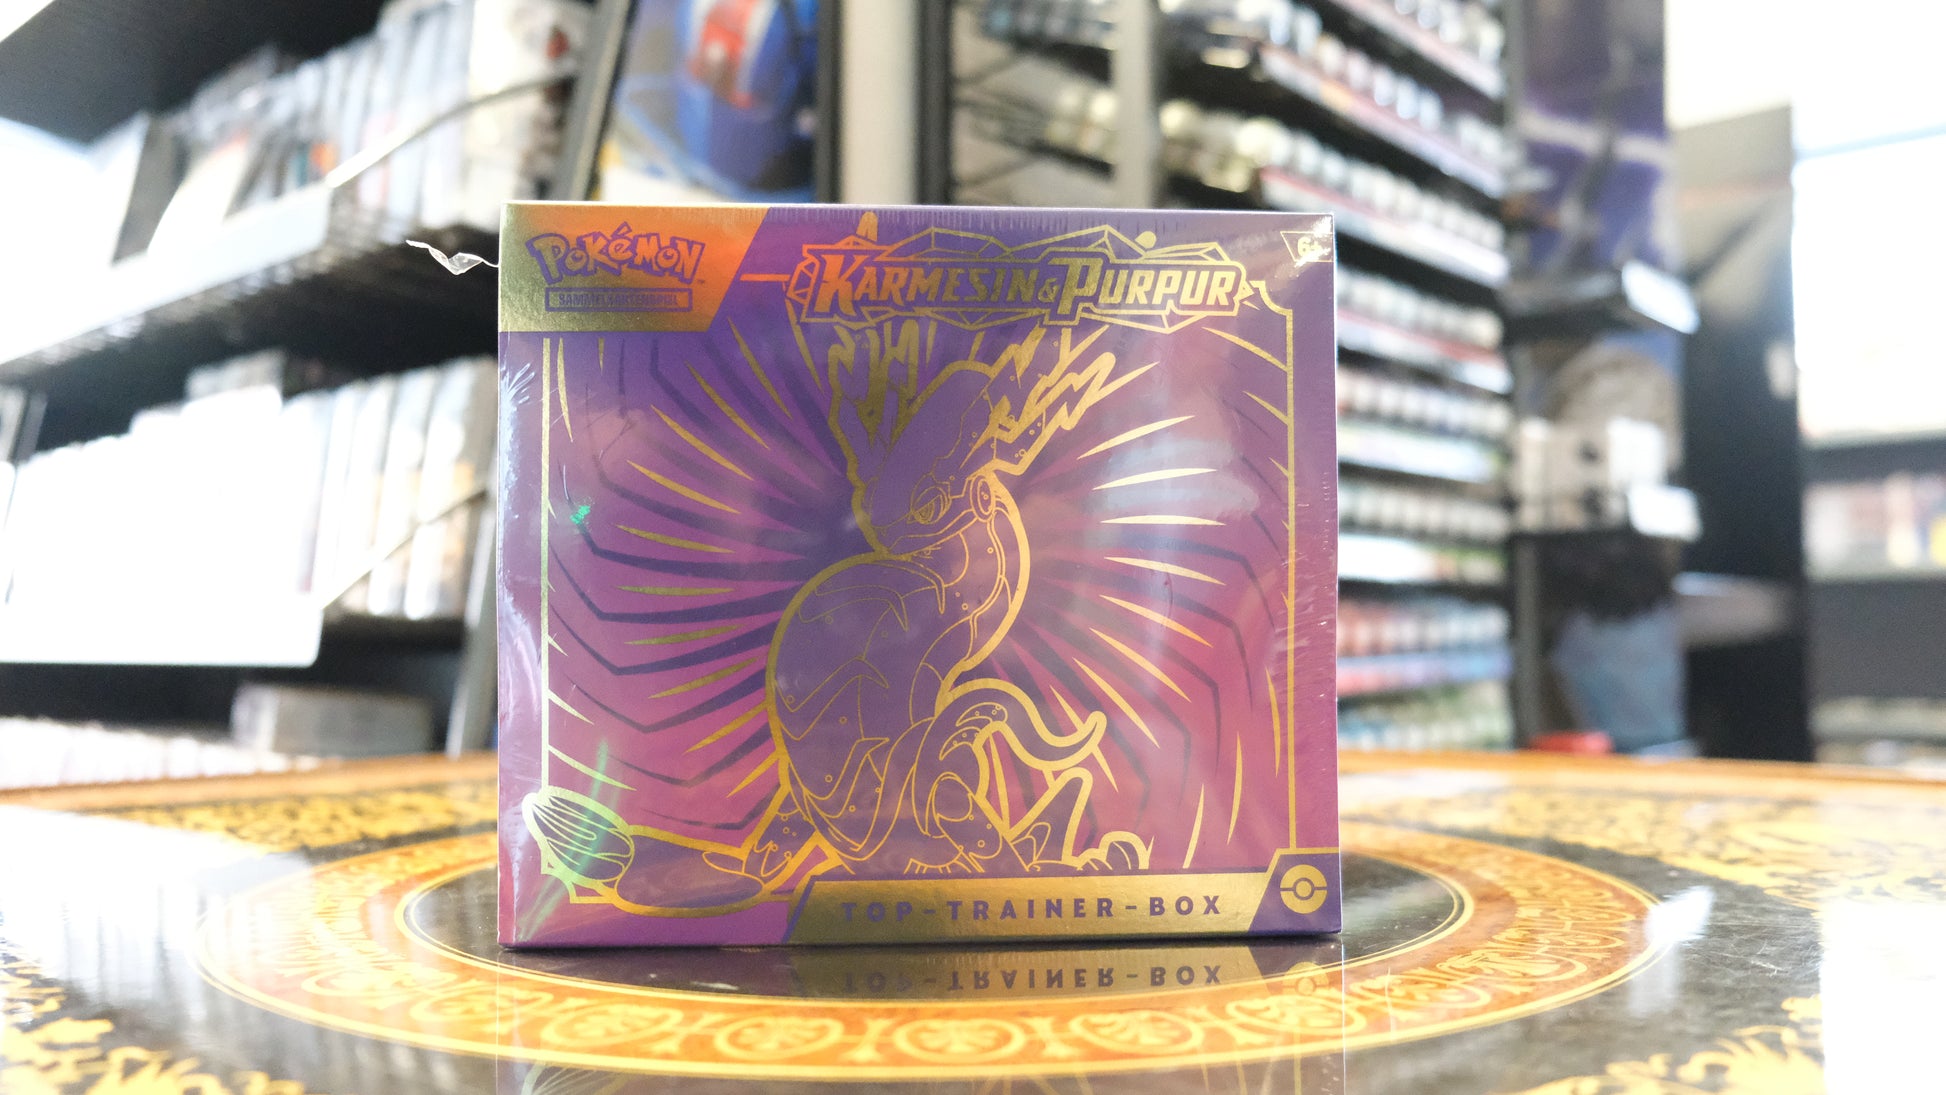 POKÉMON
SAMMELKARTENSPIEL
KARMESIN & PURPUR
6+
TOP-TRAINER-BOX